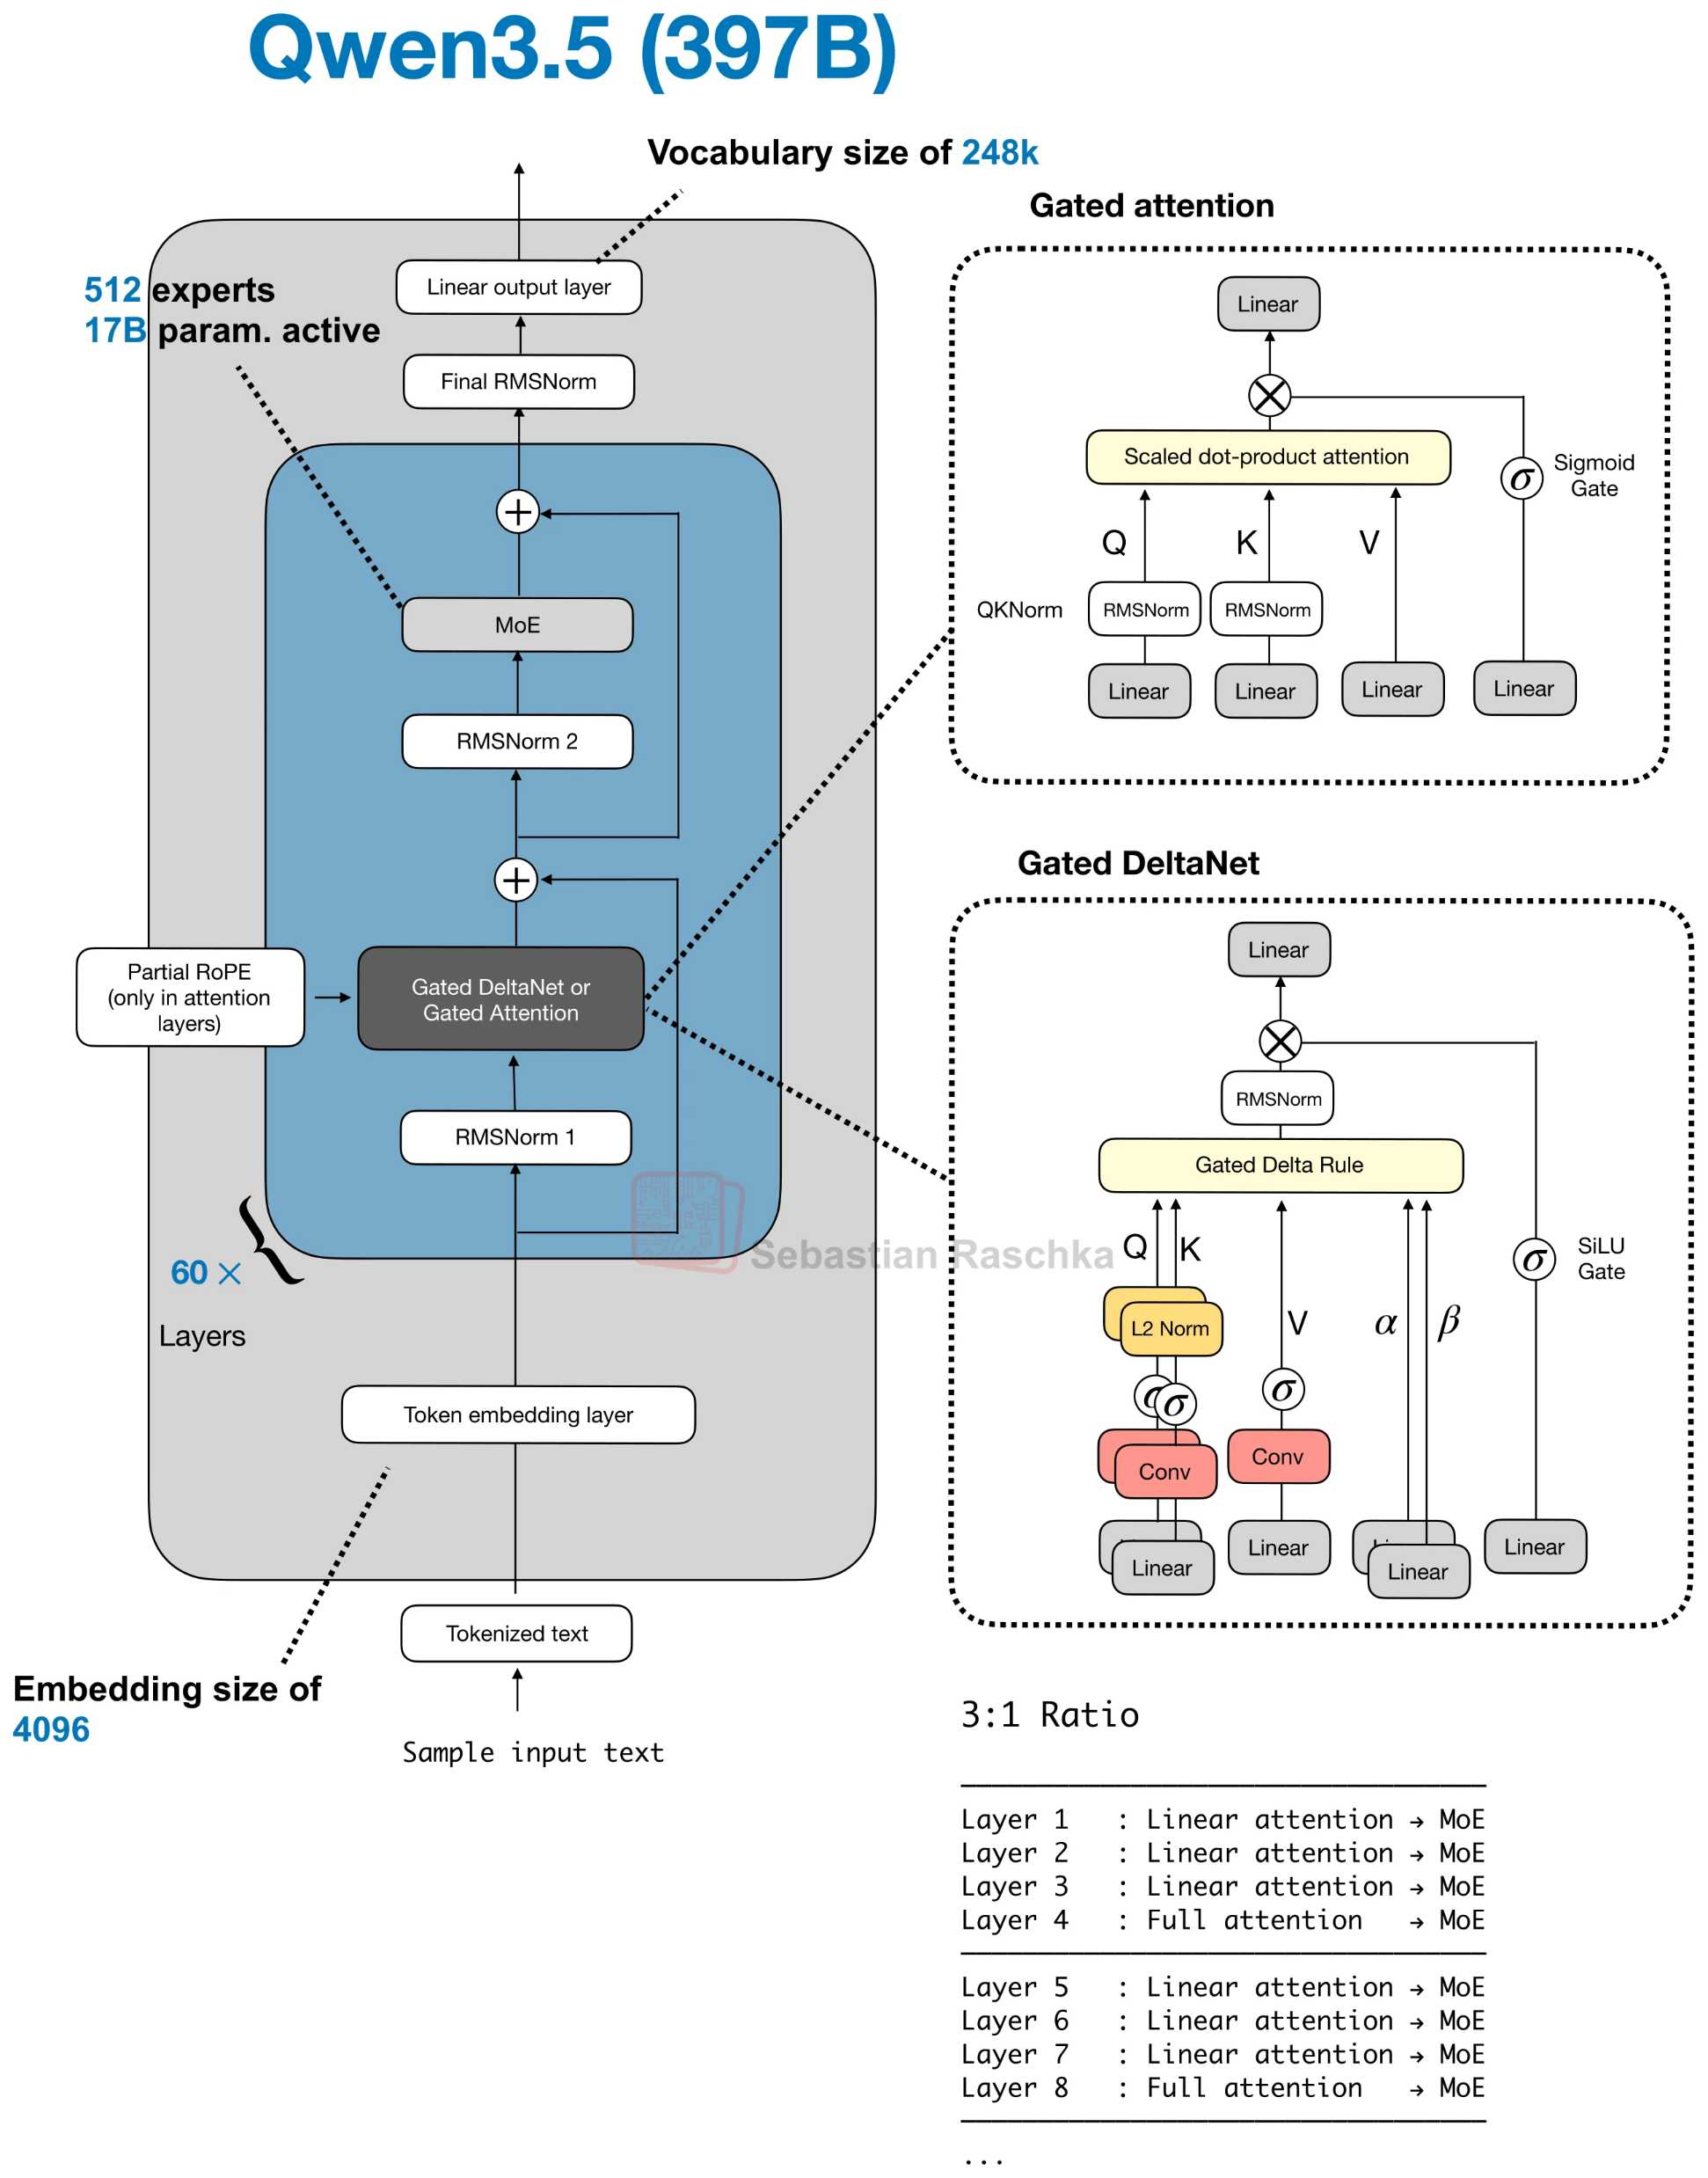 Qwen3.5 (397B)
Vocabulary size of 248k
512 experts
17B param. active
Linear output layer
Final RMSNorm
MoE
RMSNorm 2
Partial RoPE
(only in attention
layers)
Gated DeltaNet or
Gated Attention
RMSNorm 1
60 ×
Layers
Token embedding layer
Tokenized text
Embedding size of
4096
Sample input text
Sebastian Raschka
Gated attention
Linear
Scaled dot-product attention
σ
Sigmoid
Gate
Q
K
V
QKNorm
RMSNorm
RMSNorm
Linear
Linear
Linear
Linear
Gated DeltaNet
Linear
RMSNorm
Gated Delta Rule
Q
K
σ
SiLU
Gate
L2 Norm
V
α
β
σ
σ
σ
Conv
Conv
Linear
Linear
Linear
Linear
3:1 Ratio
Layer 1 : Linear attention → MoE
Layer 2 : Linear attention → MoE
Layer 3 : Linear attention → MoE
Layer 4 : Full attention → MoE
Layer 5 : Linear attention → MoE
Layer 6 : Linear attention → MoE
Layer 7 : Linear attention → MoE
Layer 8 : Full attention → MoE
...